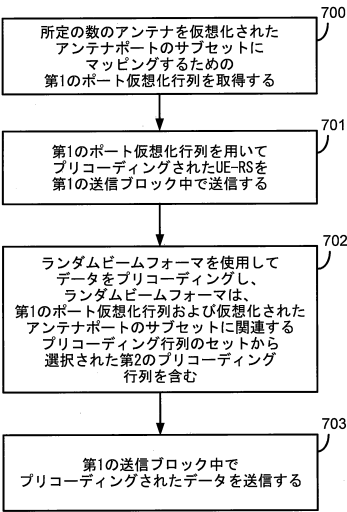 700
所定の数のアンテナを仮想化された
アンテナポートのサブセットに
マッピングするための
第1のポート仮想化行列を取得する
701
第1のポート仮想化行列を用いて
プリコーディングされたUE-RSを
第1の送信ブロック中で送信する
702
ランダムビームフォーマを使用して
データをプリコーディングし、
ランダムビームフォーマは、
第1のポート仮想化行列および仮想化された
アンテナポートのサブセットに関連する
プリコーディング行列のセットから
選択された第2のプリコーディング
行列を含む
703
第1の送信ブロック中で
プリコーディングされたデータを送信する